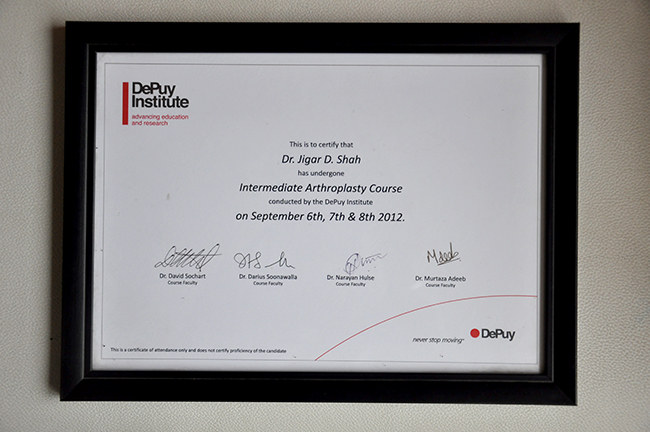 DePuy
Institute
advancing education
and research
This is to certify that
Dr. Jigar D. Shah
has undergone
Intermediate Arthroplasty Course
conducted by the DePuy Institute
on September 6th, 7th & 8th 2012.
Dr. David Sochart
Course Faculty
Dr. Darius Soonawalla
Course Faculty
Dr. Narayan Hulse
Course Faculty
Madeeb
Dr. Murtaza Adeeb
Course Faculty
never stop moving™
DePuy
This is a certificate of attendance only and does not certify proficiency of the candidate